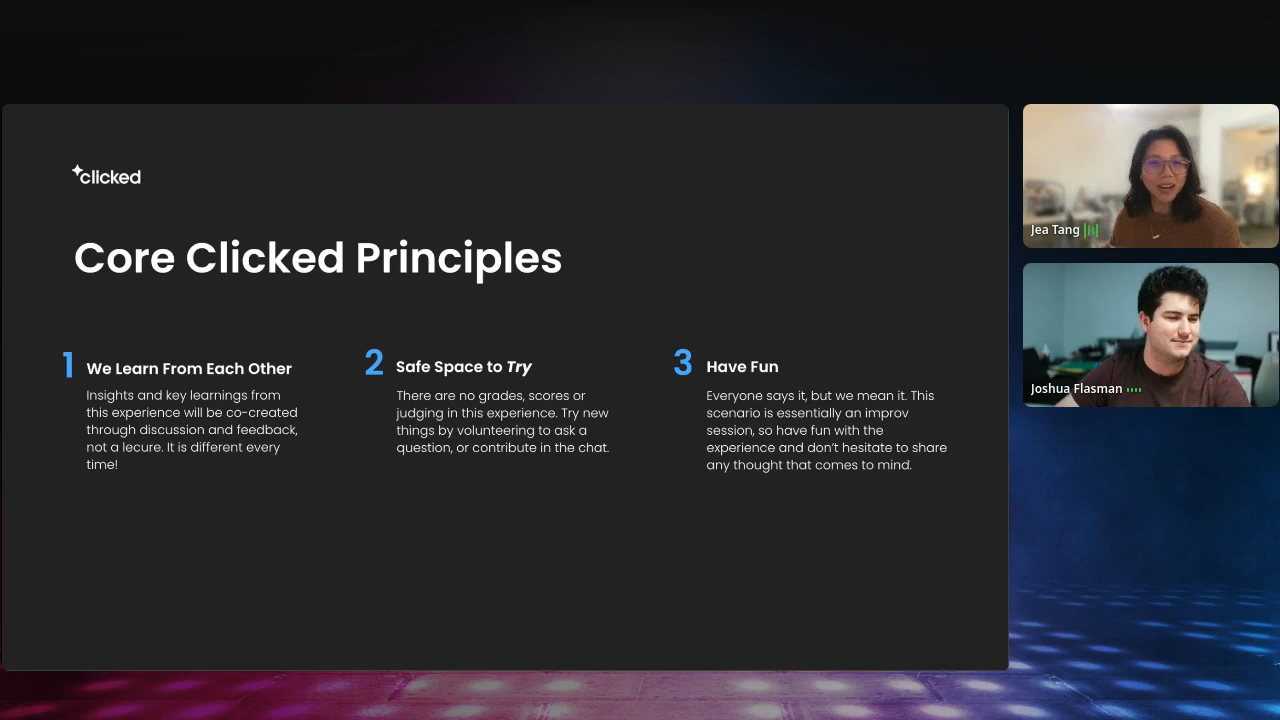 clicked
Core Clicked Principles
1 We Learn From Each Other
Insights and key learnings from
this experience will be co-created
through discussion and feedback,
not a lecure. It is different every
time!
2 Safe Space to Try
There are no grades, scores or
judging in this experience. Try new
things by volunteering to ask a
question, or contribute in the chat.
3 Have Fun
Everyone says it, but we mean it. This
scenario is essentially an improv
session, so have fun with the
experience and don't hesitate to share
any thought that comes to mind.
Jea Tang
Joshua Flasman